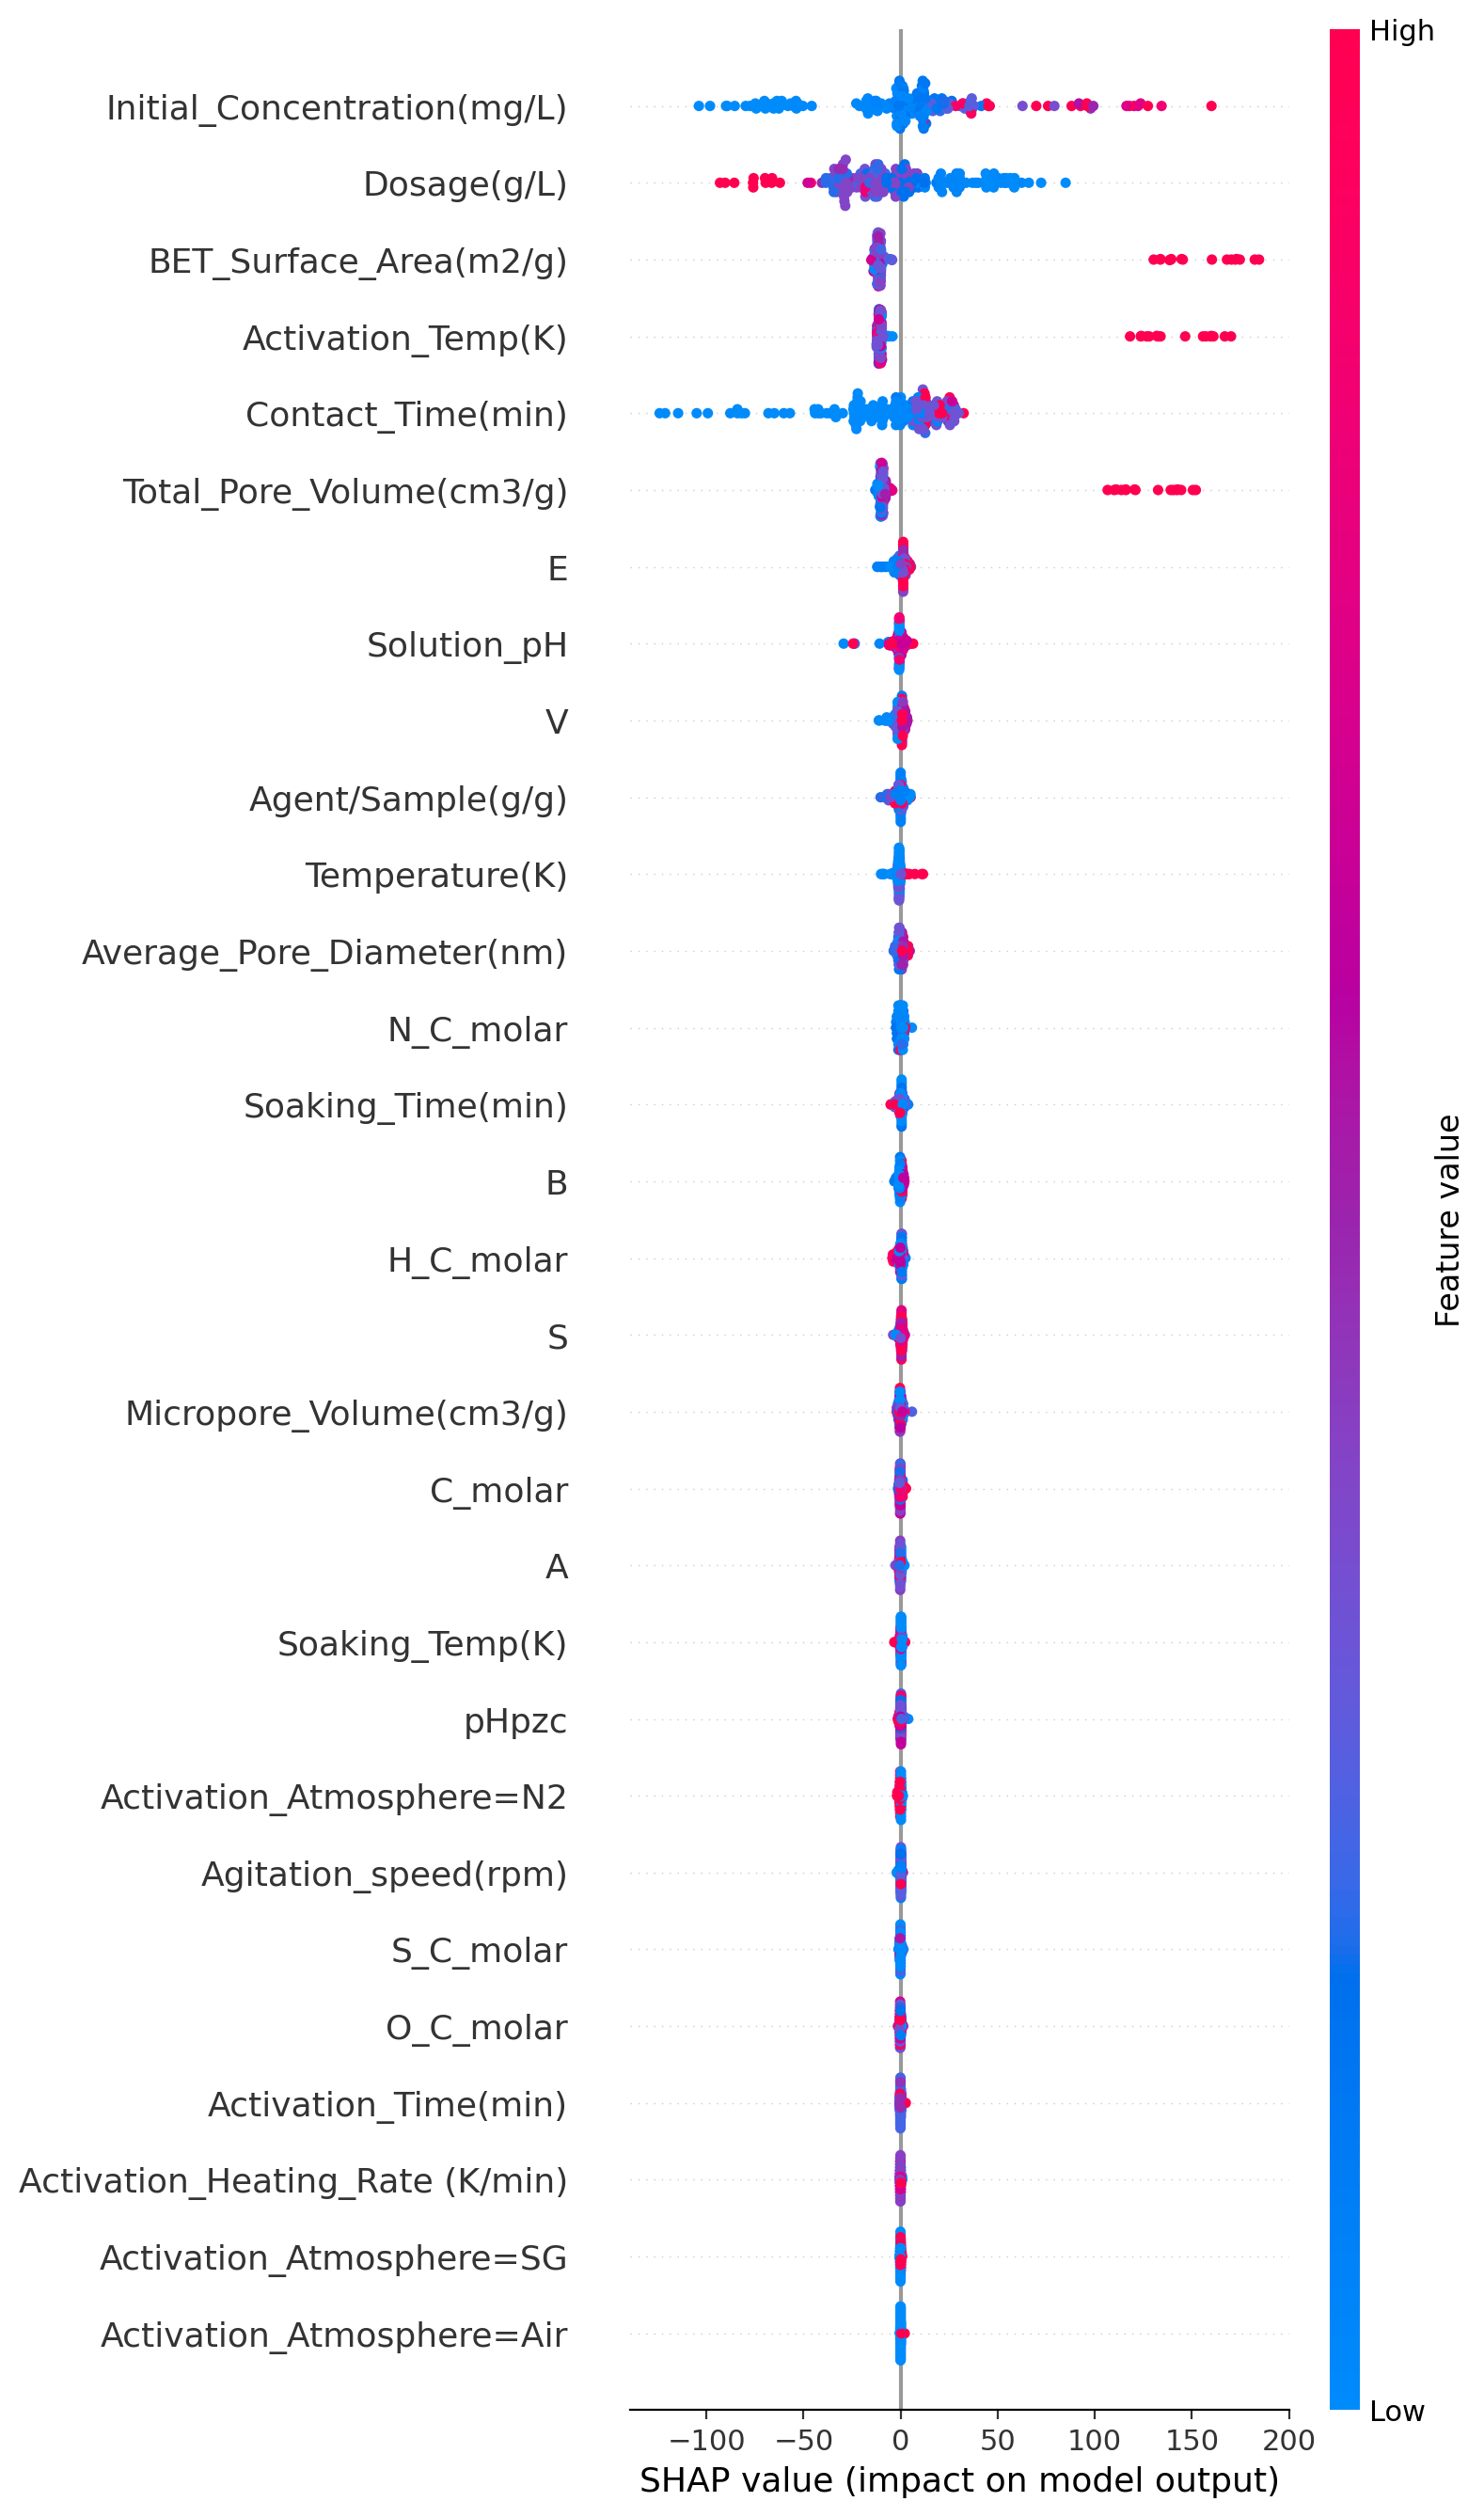 High
Initial_Concentration(mg/L)
Dosage(g/L)
BET_Surface_Area(m2/g)
Activation_Temp(K)
Contact_Time(min)
Total_Pore_Volume(cm3/g)
E
Solution_pH
V
Agent/Sample(g/g)
Temperature(K)
Average_Pore_Diameter(nm)
N_C_molar
Soaking_Time(min)
B
H_C_molar
S
Micropore_Volume(cm3/g)
C_molar
A
Soaking_Temp(K)
pHpzc
Activation_Atmosphere=N2
Agitation_speed(rpm)
S_C_molar
O_C_molar
Activation_Time(min)
Activation_Heating_Rate (K/min)
Activation_Atmosphere=SG
Activation_Atmosphere=Air
Feature value
Low
−100 −50 0 50 100 150 200
SHAP value (impact on model output)